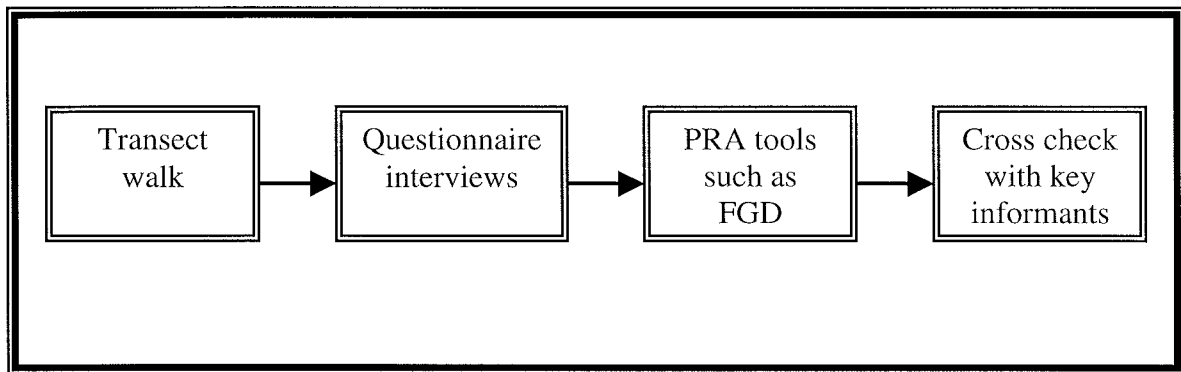 Transect
walk
Questionnaire
interviews
PRA tools
such as
FGD
Cross check
with key
informants